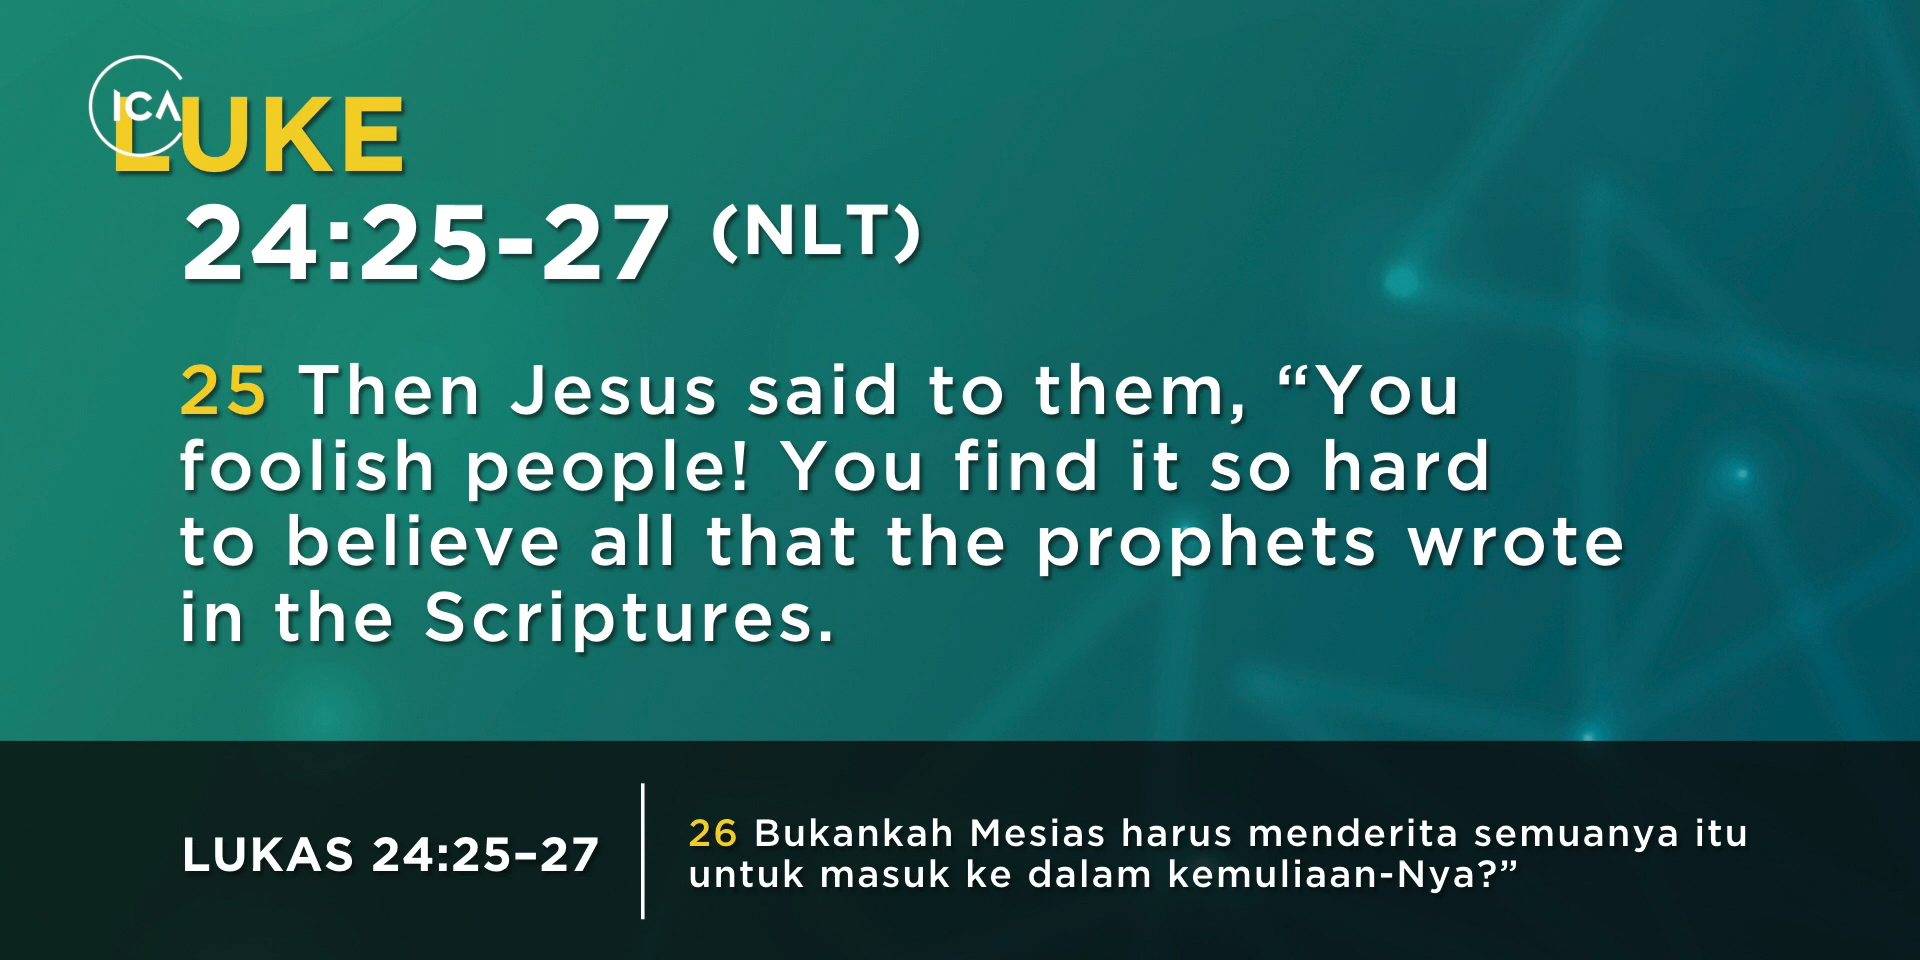 ICA
LUKE
24:25-27 (NLT)
25 Then Jesus said to them, “You
foolish people! You find it so hard
to believe all that the prophets wrote
in the Scriptures.
LUKAS 24:25–27
26 Bukankah Mesias harus menderita semuanya itu
untuk masuk ke dalam kemuliaan-Nya?”